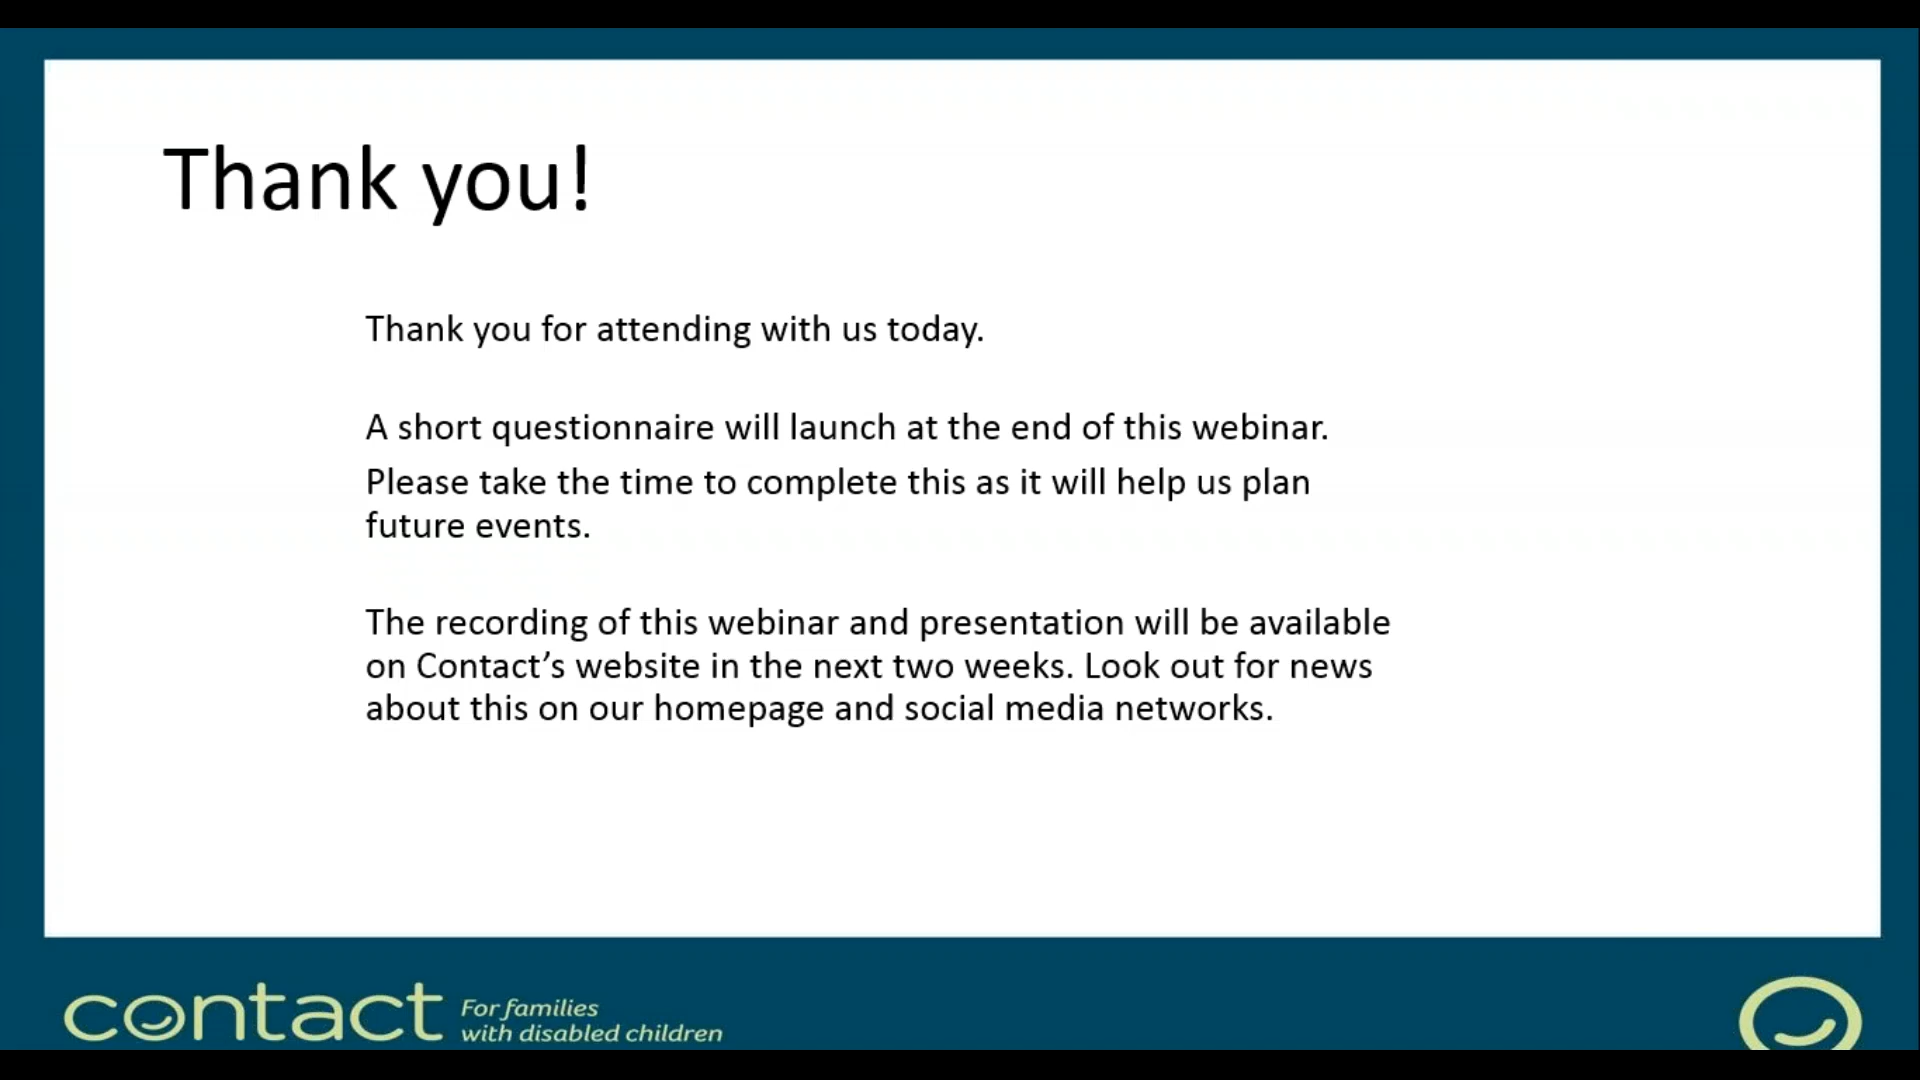 Thank you!
Thank you for attending with us today.
A short questionnaire will launch at the end of this webinar.
Please take the time to complete this as it will help us plan
future events.
The recording of this webinar and presentation will be available
on Contact’s website in the next two weeks. Look out for news
about this on our homepage and social media networks.
contact
For families
with disabled children